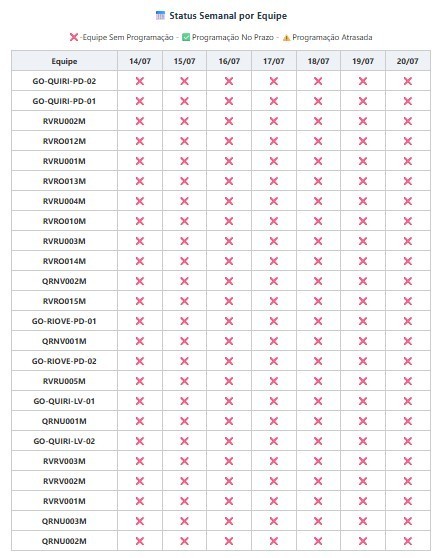 📅 Status Semanal por Equipe
❌ -Equipe Sem Programação - ✅ Programação No Prazo - ⚠️ Programação Atrasada
Equipe 14/07 15/07 16/07 17/07 18/07 19/07 20/07
GO-QUIRI-PD-02 ❌ ❌ ❌ ❌ ❌ ❌ ❌
GO-QUIRI-PD-01 ❌ ❌ ❌ ❌ ❌ ❌ ❌
RVRU002M ❌ ❌ ❌ ❌ ❌ ❌ ❌
RVRO012M ❌ ❌ ❌ ❌ ❌ ❌ ❌
RVRU001M ❌ ❌ ❌ ❌ ❌ ❌ ❌
RVRO013M ❌ ❌ ❌ ❌ ❌ ❌ ❌
RVRU004M ❌ ❌ ❌ ❌ ❌ ❌ ❌
RVRO010M ❌ ❌ ❌ ❌ ❌ ❌ ❌
RVRU003M ❌ ❌ ❌ ❌ ❌ ❌ ❌
RVRO014M ❌ ❌ ❌ ❌ ❌ ❌ ❌
QRNV002M ❌ ❌ ❌ ❌ ❌ ❌ ❌
RVRO015M ❌ ❌ ❌ ❌ ❌ ❌ ❌
GO-RIOVE-PD-01 ❌ ❌ ❌ ❌ ❌ ❌ ❌
QRNV001M ❌ ❌ ❌ ❌ ❌ ❌ ❌
GO-RIOVE-PD-02 ❌ ❌ ❌ ❌ ❌ ❌ ❌
RVRU005M ❌ ❌ ❌ ❌ ❌ ❌ ❌
GO-QUIRI-LV-01 ❌ ❌ ❌ ❌ ❌ ❌ ❌
QRNU001M ❌ ❌ ❌ ❌ ❌ ❌ ❌
GO-QUIRI-LV-02 ❌ ❌ ❌ ❌ ❌ ❌ ❌
RVRV003M ❌ ❌ ❌ ❌ ❌ ❌ ❌
RVRV002M ❌ ❌ ❌ ❌ ❌ ❌ ❌
RVRV001M ❌ ❌ ❌ ❌ ❌ ❌ ❌
QRNU003M ❌ ❌ ❌ ❌ ❌ ❌ ❌
QRNU002M ❌ ❌ ❌ ❌ ❌ ❌ ❌